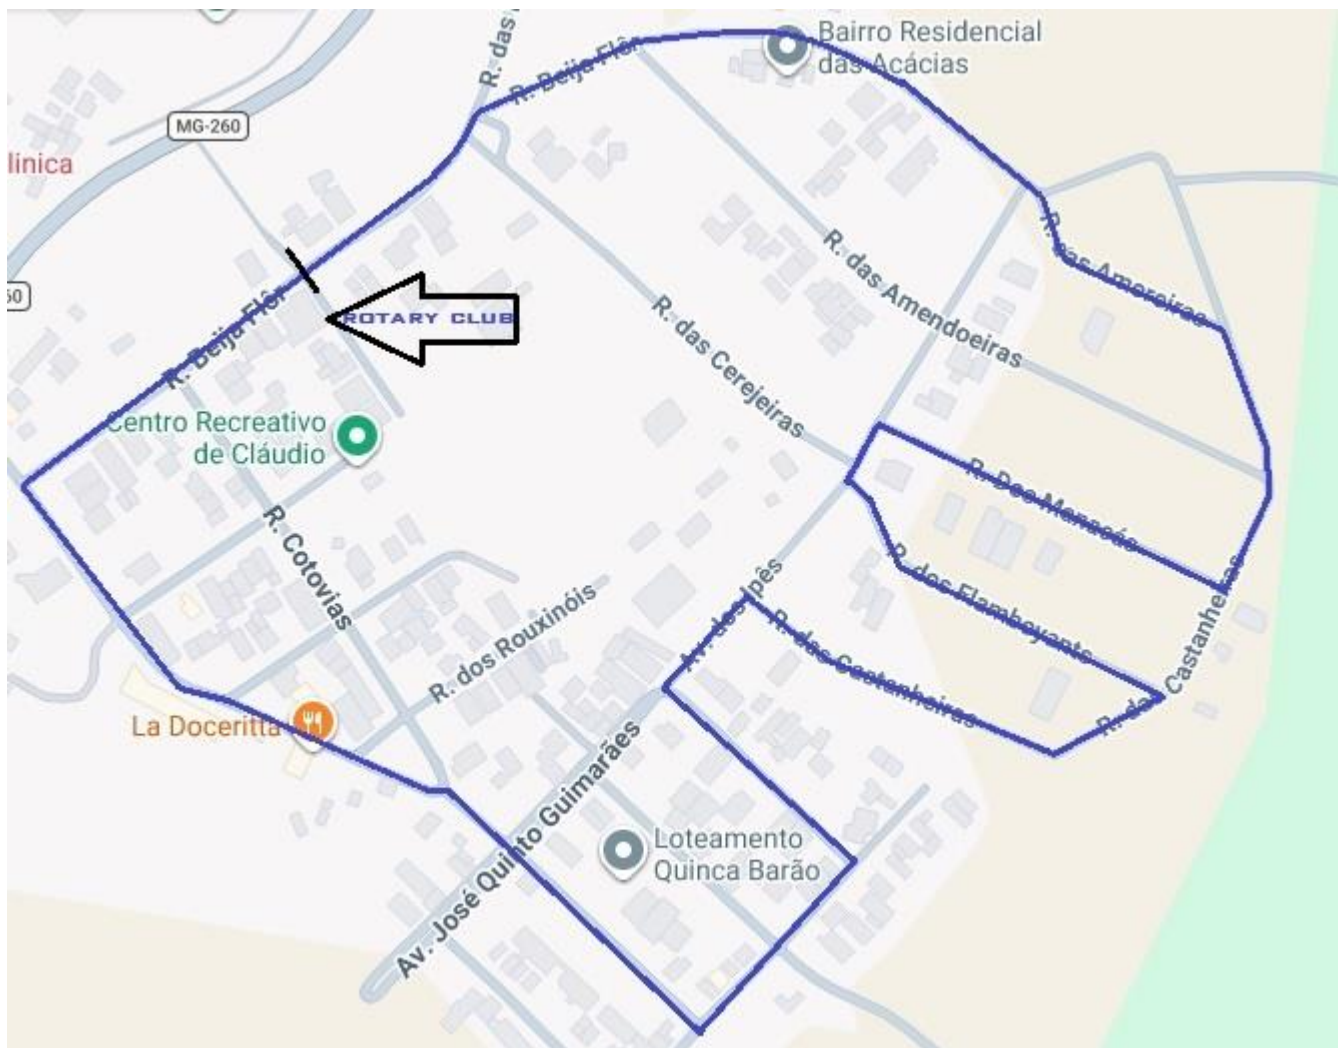 R. das
R. Beija Flôr
Bairro Residencial
das Acácias
MG-260
linica
R. das Amoreiras
R. das Amendoeiras
60
ROTARY CLUB
R. Beija Flôr
R. das Cerejeiras
Centro Recreativo
de Cláudio
R. Dos Manacás
R. Cotovias
R. dos Flamboyants
Av. dos Ipês
R. dos Rouxinóis
R. das Castanheiras
R. das Castanheiras
La Doceritta
Av. José Quinto Guimarães
Loteamento
Quinca Barão